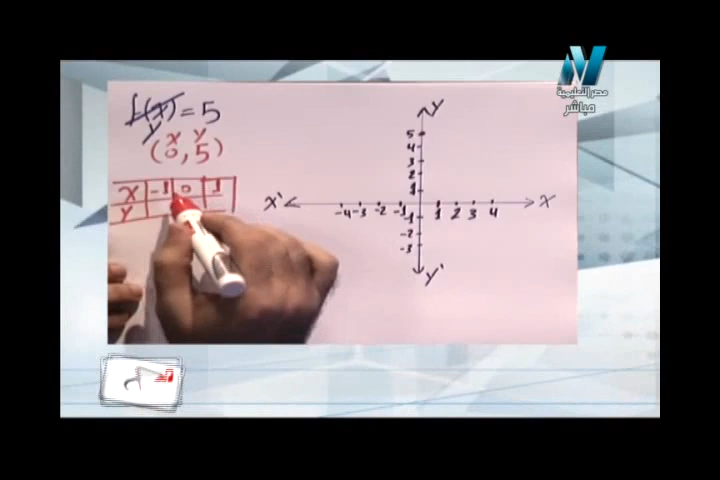 مصر التعليمية
مباشر
f(x) = 5
y
x y
(0, 5)
x -1 0 1
y
y
5
4
3
2
1
x' -4 -3 -2 -1 1 2 3 4 x
-1
-2
-3
y'